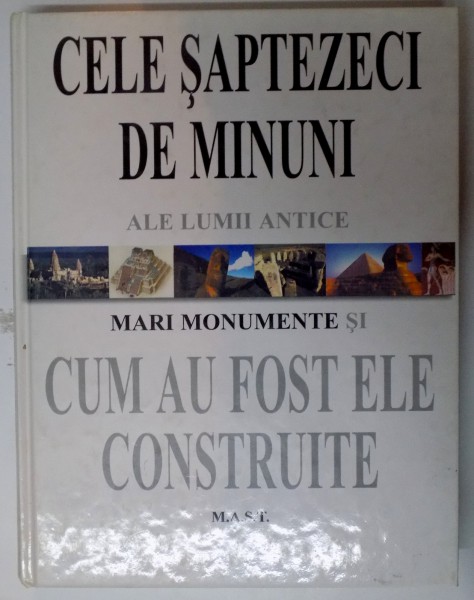 CELE ŞAPTEZECI
DE MINUNI
ALE LUMII ANTICE
MARI MONUMENTE ŞI
CUM AU FOST ELE
CONSTRUITE
M.A.S.T.